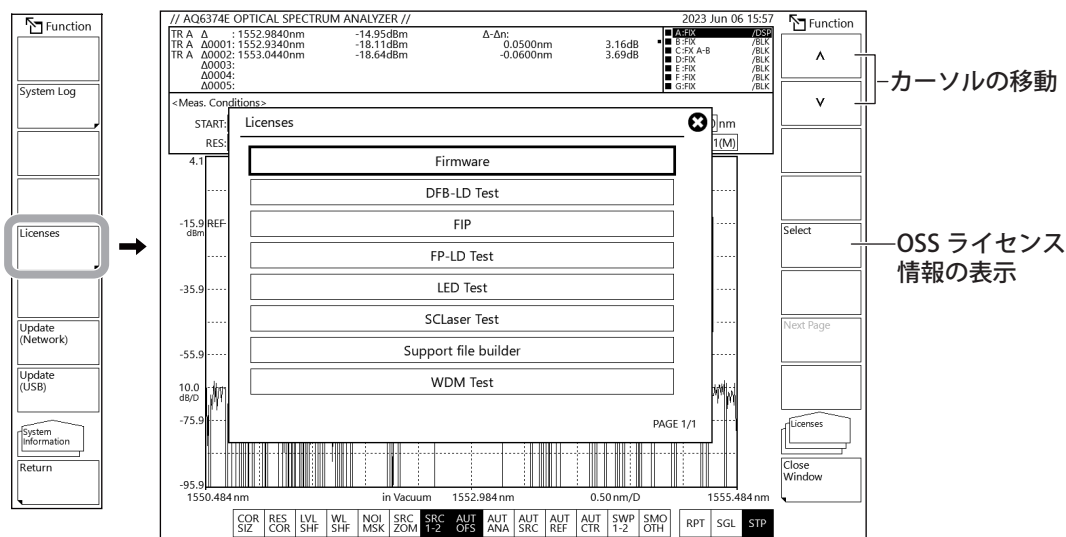 Function
System Log
Licenses
Update
(Network)
Update
(USB)
System
Information
Return
// AQ6374E OPTICAL SPECTRUM ANALYZER //
2023 Jun 06 15:57
TR A Δ : 1552.9840nm -14.95dBm Δ-Δn:
TR A Δ0001: 1552.9340nm -18.11dBm 0.0500nm 3.16dB
TR A Δ0002: 1553.0440nm -18.64dBm -0.0600nm 3.69dB
Δ0003:
Δ0004:
Δ0005:
A:FIX /DSP
B:FIX /BLK
C:FX A-B /BLK
D:FIX /BLK
E:FIX /BLK
F:FIX /BLK
G:FIX /BLK
<Meas. Conditions>
START:
nm
RES:
1(M)
Licenses
Firmware
DFB-LD Test
FIP
FP-LD Test
LED Test
SCLaser Test
Support file builder
WDM Test
PAGE 1/1
4.1
-15.9 REF
dBm
-35.9
-55.9
10.0
dB/D
-75.9
-95.9
1550.484 nm in Vacuum 1552.984 nm 0.50 nm/D 1555.484 nm
COR SIZ
RES COR
LVL SHF
WL SHF
NOI MSK
SRC ZOM
SRC 1-2
AUT OFS
AUT ANA
AUT SRC
AUT REF
AUT CTR
SWP 1-2
SMO OTH
RPT
SGL
STP
Function
∧
∨
Select
Next Page
Licenses
Close
Window
カーソルの移動
OSS ライセンス
情報の表示